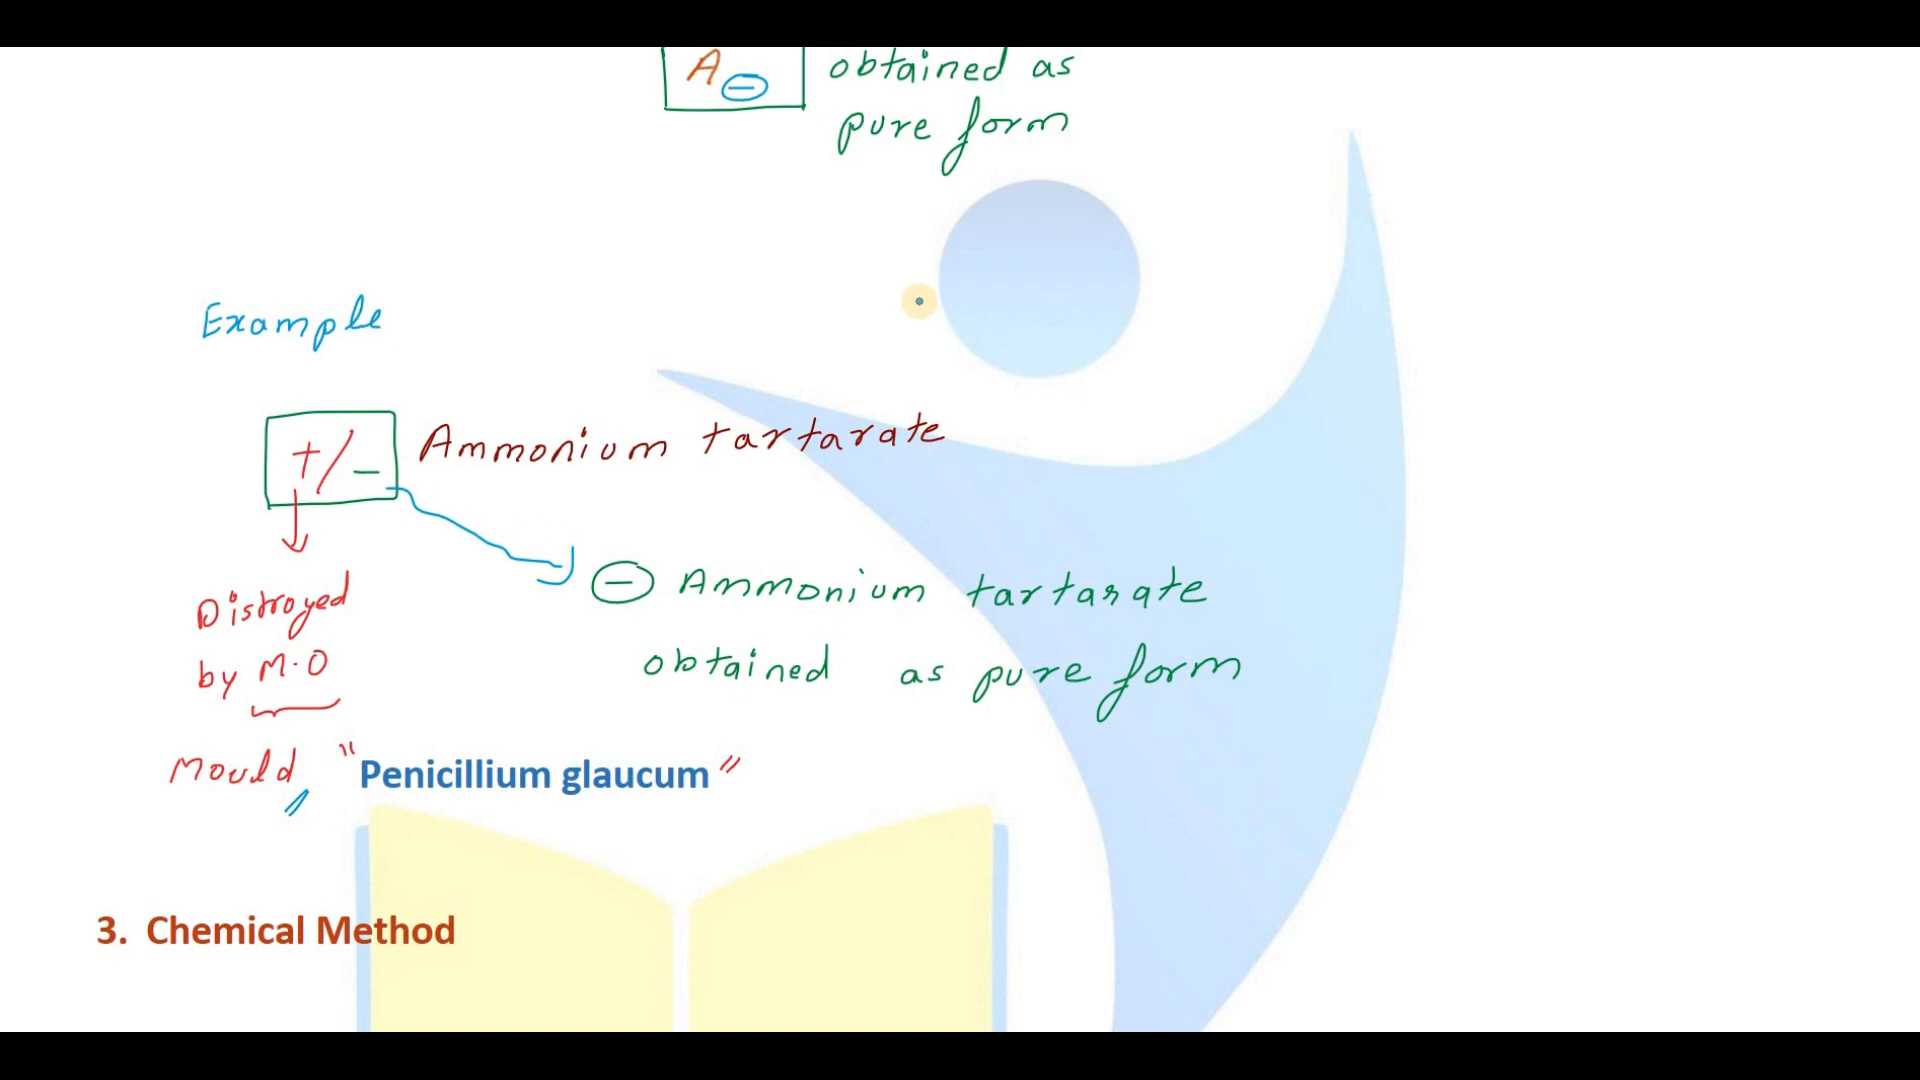 A⊖ obtained as
pure form
Example
+/- Ammonium tartarate
⊖ Ammonium tartarate
obtained as pure form
Distroyed
by M.O
Mould, "Penicillium glaucum"
3. Chemical Method